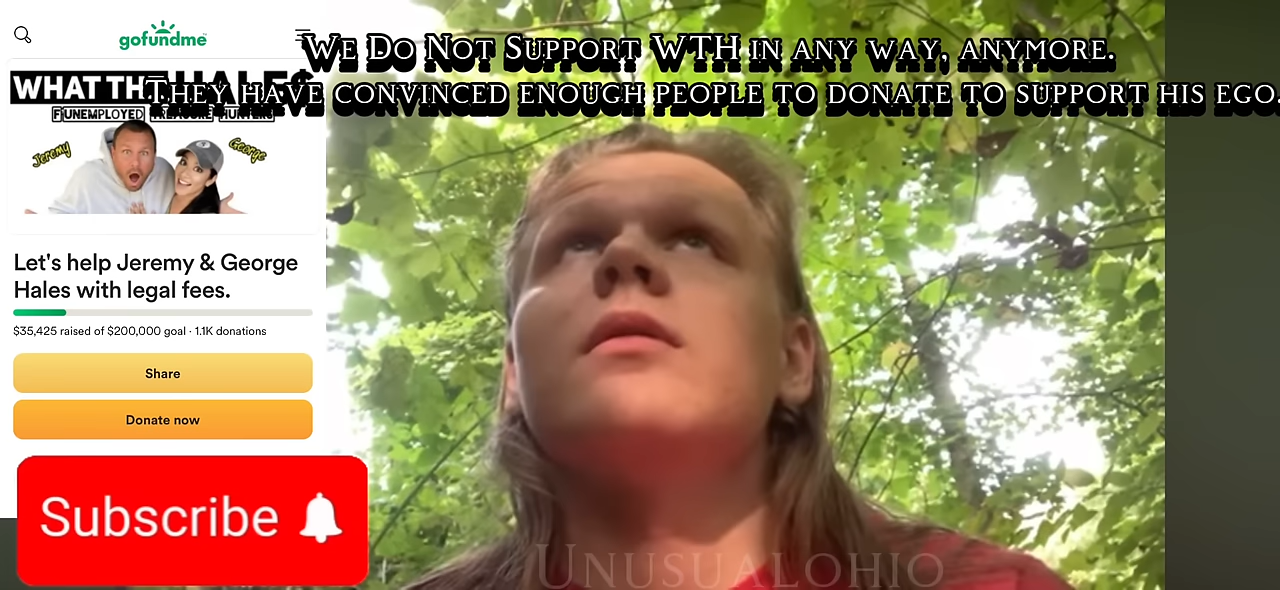 gofundme
We Do Not Support WTH in any way, anymore.
They have convinced enough people to donate to support his ego.
WHAT THE HALE$
(F)UNEMPLOYED TREASURE HUNTERS
Jeremy
George
Let's help Jeremy & George
Hales with legal fees.
$35,425 raised of $200,000 goal · 1.1K donations
Share
Donate now
Subscribe
Unusualohio